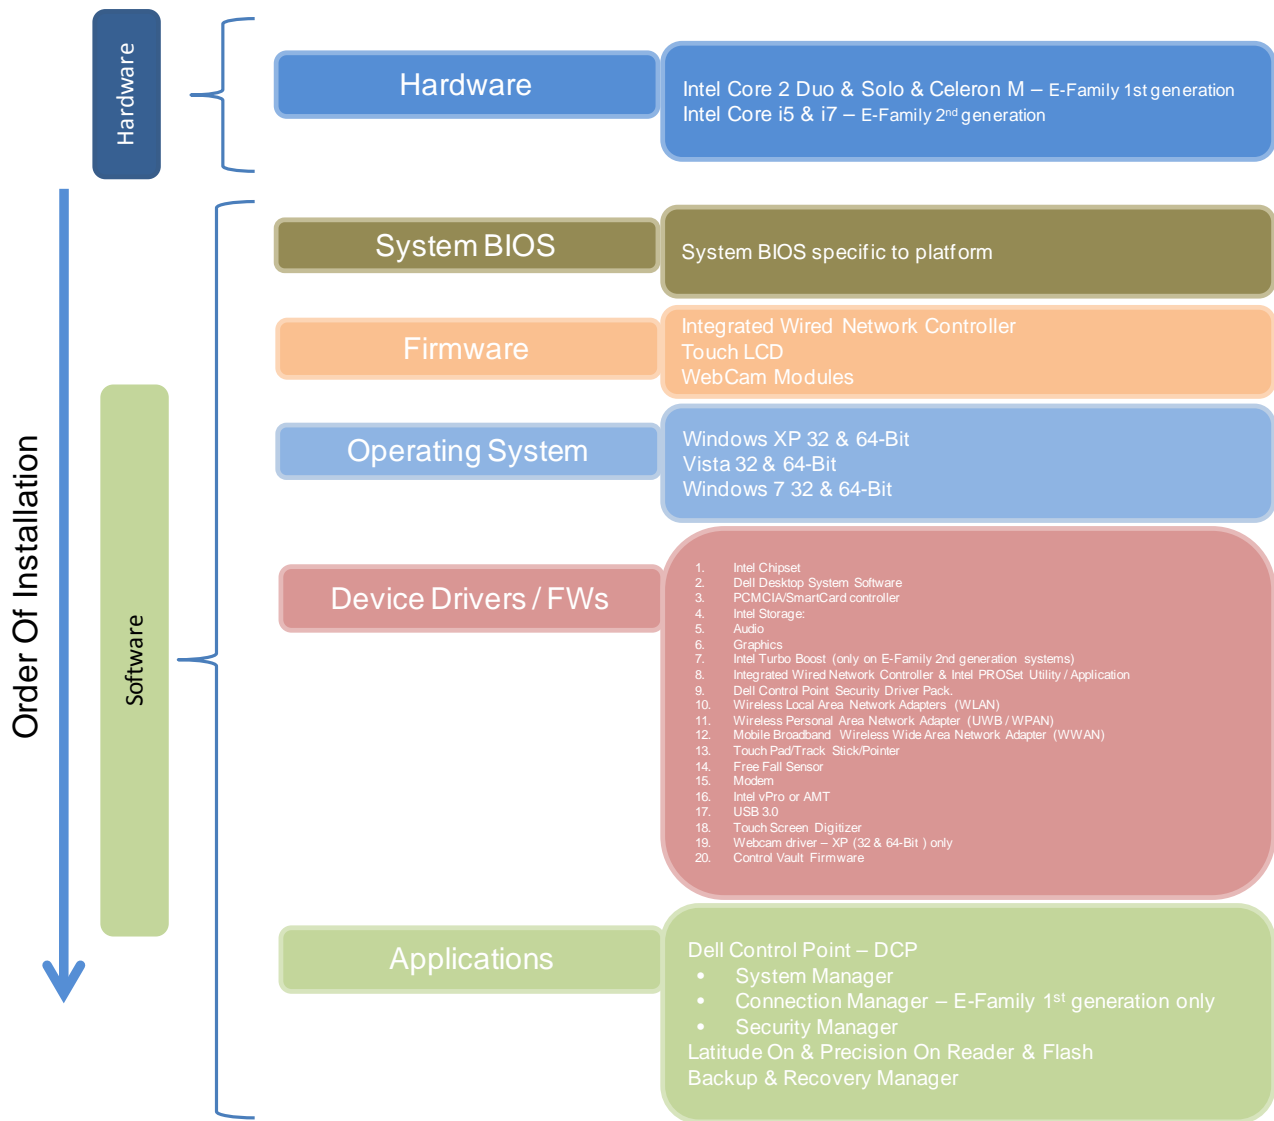 Hardware
Hardware
Intel Core 2 Duo & Solo & Celeron M – E-Family 1st generation
Intel Core i5 & i7 – E-Family 2nd generation
Order Of Installation
Software
System BIOS
System BIOS specific to platform
Firmware
Integrated Wired Network Controller
Touch LCD
WebCam Modules
Operating System
Windows XP 32 & 64-Bit
Vista 32 & 64-Bit
Windows 7 32 & 64-Bit
Device Drivers / FWs
1. Intel Chipset
2. Dell Desktop System Software
3. PCMCIA/SmartCard controller
4. Intel Storage:
5. Audio
6. Graphics
7. Intel Turbo Boost (only on E-Family 2nd generation systems)
8. Integrated Wired Network Controller & Intel PROSet Utility / Application
9. Dell Control Point Security Driver Pack.
10. Wireless Local Area Network Adapters (WLAN)
11. Wireless Personal Area Network Adapter (UWB / WPAN)
12. Mobile Broadband Wireless Wide Area Network Adapter (WWAN)
13. Touch Pad/Track Stick/Pointer
14. Free Fall Sensor
15. Modem
16. Intel vPro or AMT
17. USB 3.0
18. Touch Screen Digitizer
19. Webcam driver – XP (32 & 64-Bit ) only
20. Control Vault Firmware
Applications
Dell Control Point – DCP
• System Manager
• Connection Manager – E-Family 1st generation only
• Security Manager
Latitude On & Precision On Reader & Flash
Backup & Recovery Manager